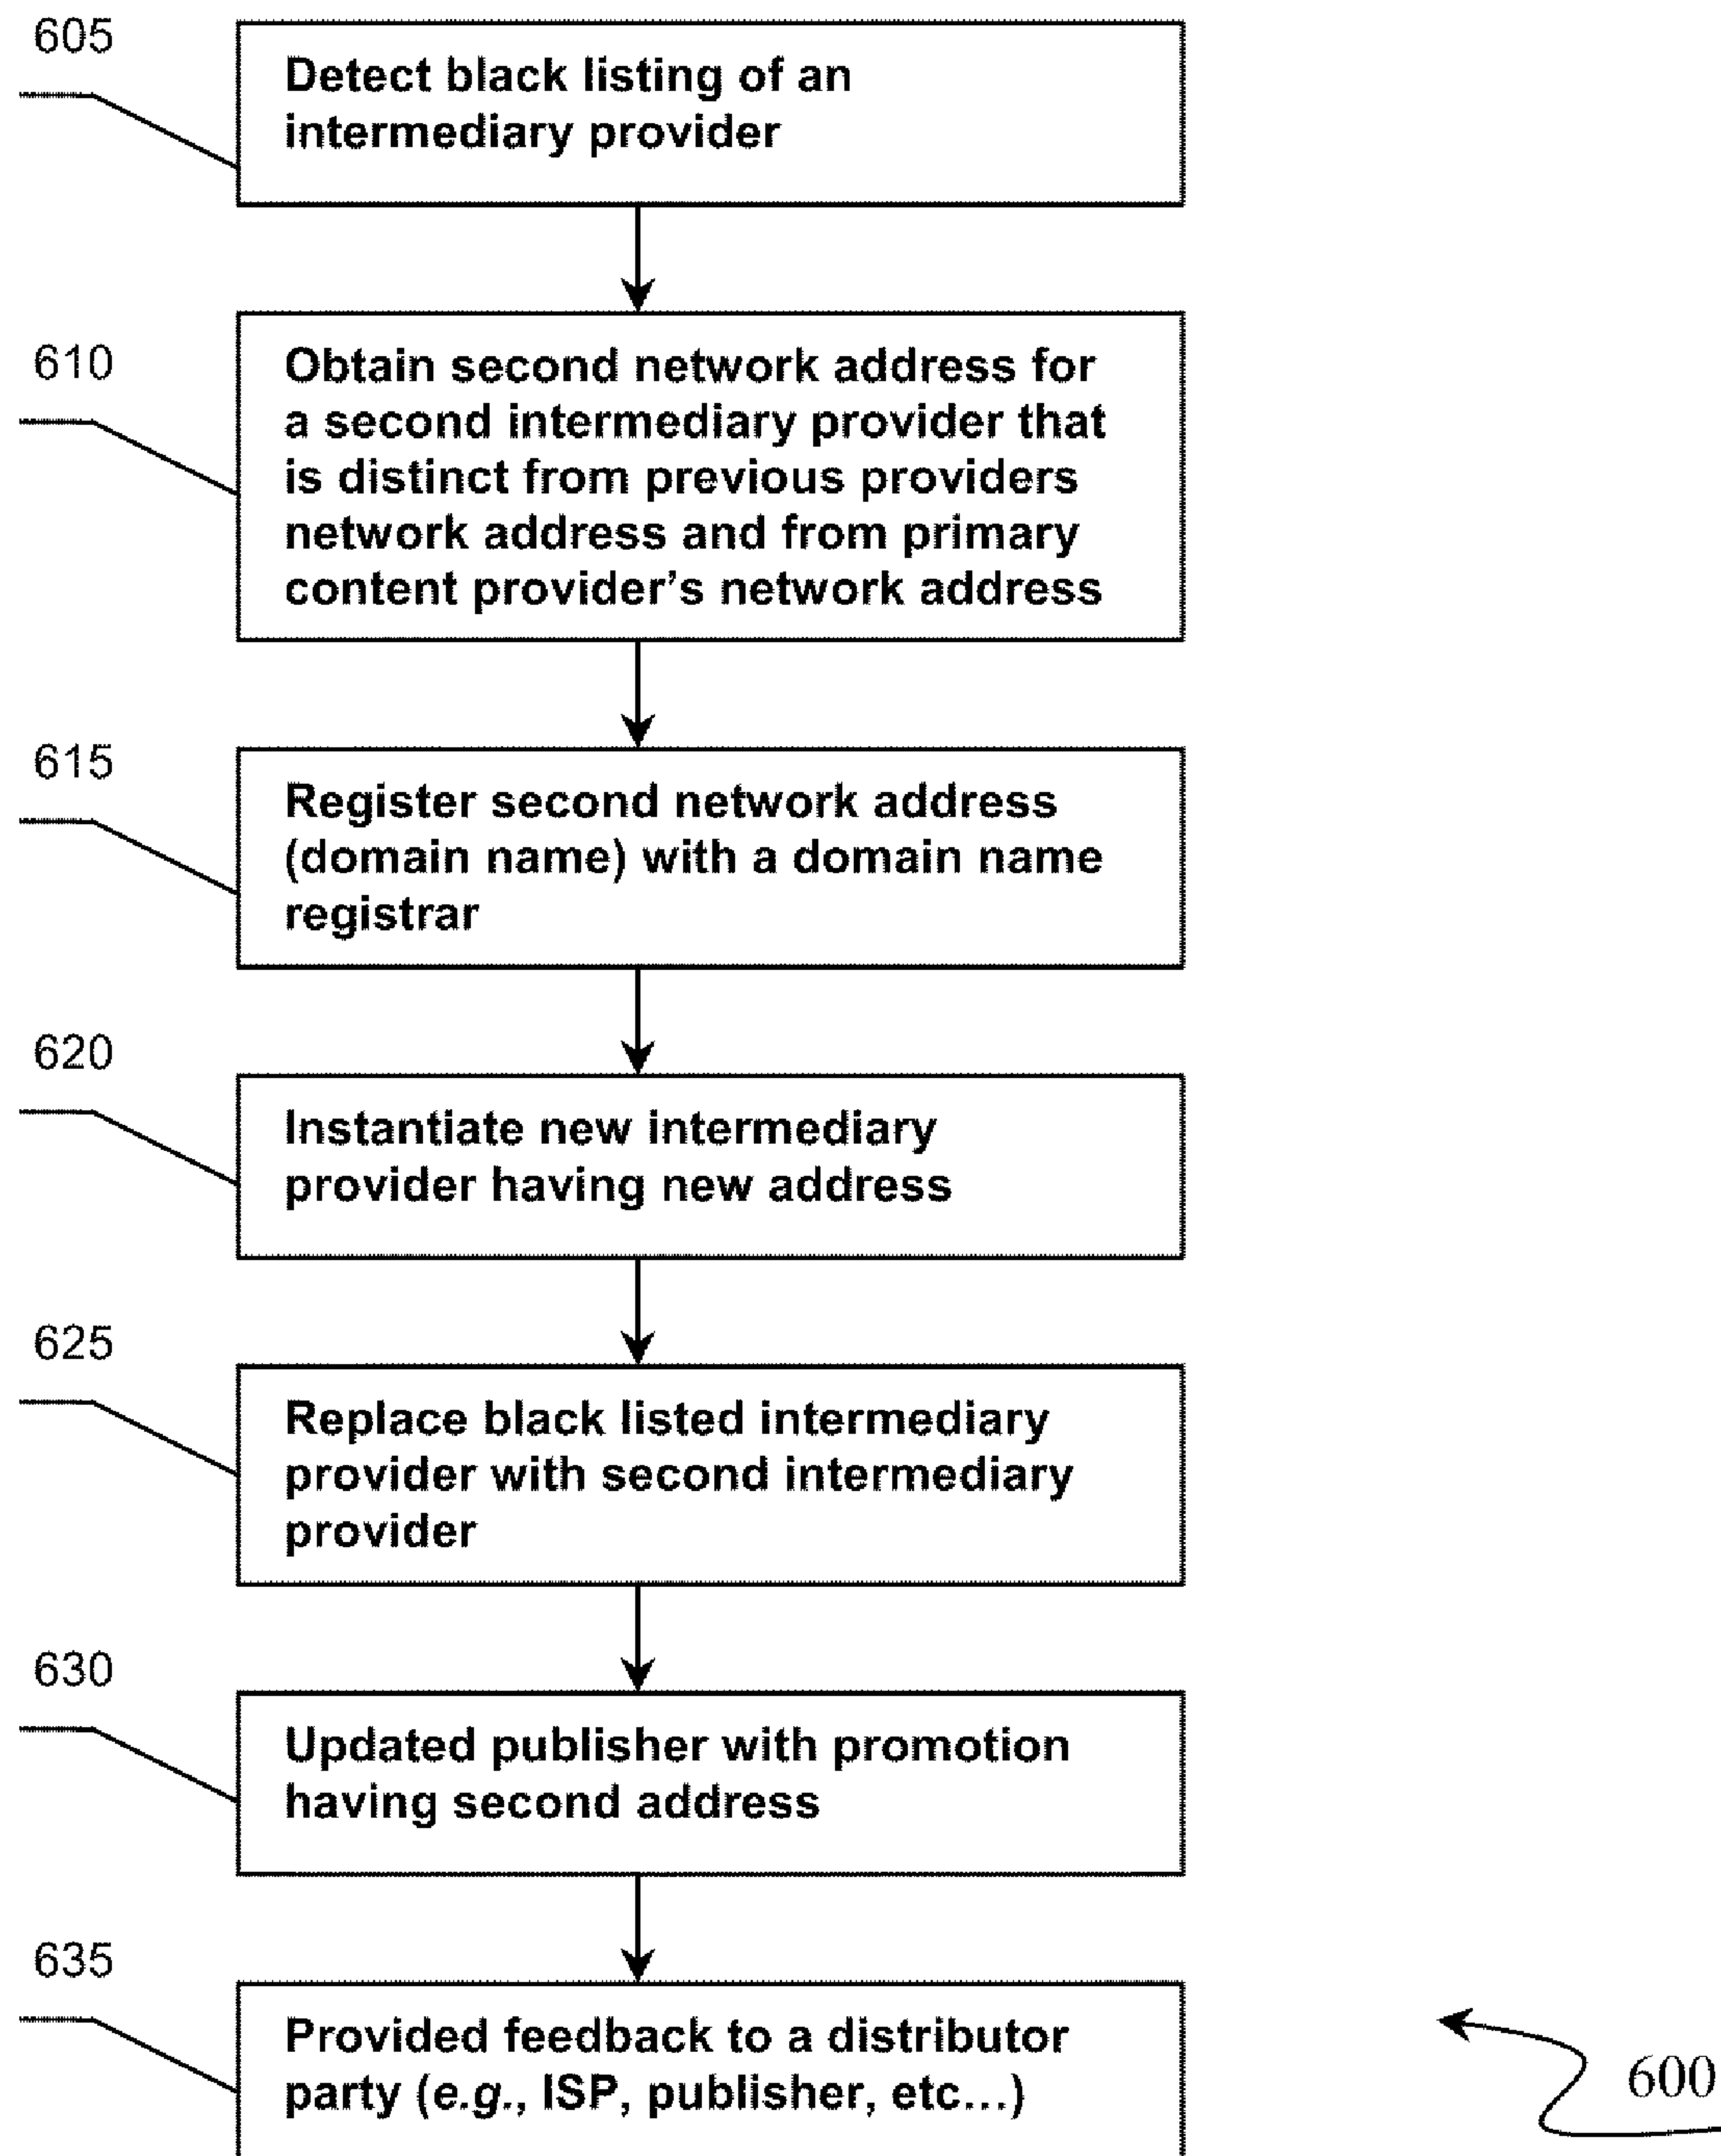 605
Detect black listing of an
intermediary provider
610
Obtain second network address for
a second intermediary provider that
is distinct from previous providers
network address and from primary
content provider’s network address
615
Register second network address
(domain name) with a domain name
registrar
620
Instantiate new intermediary
provider having new address
625
Replace black listed intermediary
provider with second intermediary
provider
630
Updated publisher with promotion
having second address
635
Provided feedback to a distributor
party (e.g., ISP, publisher, etc…)
600